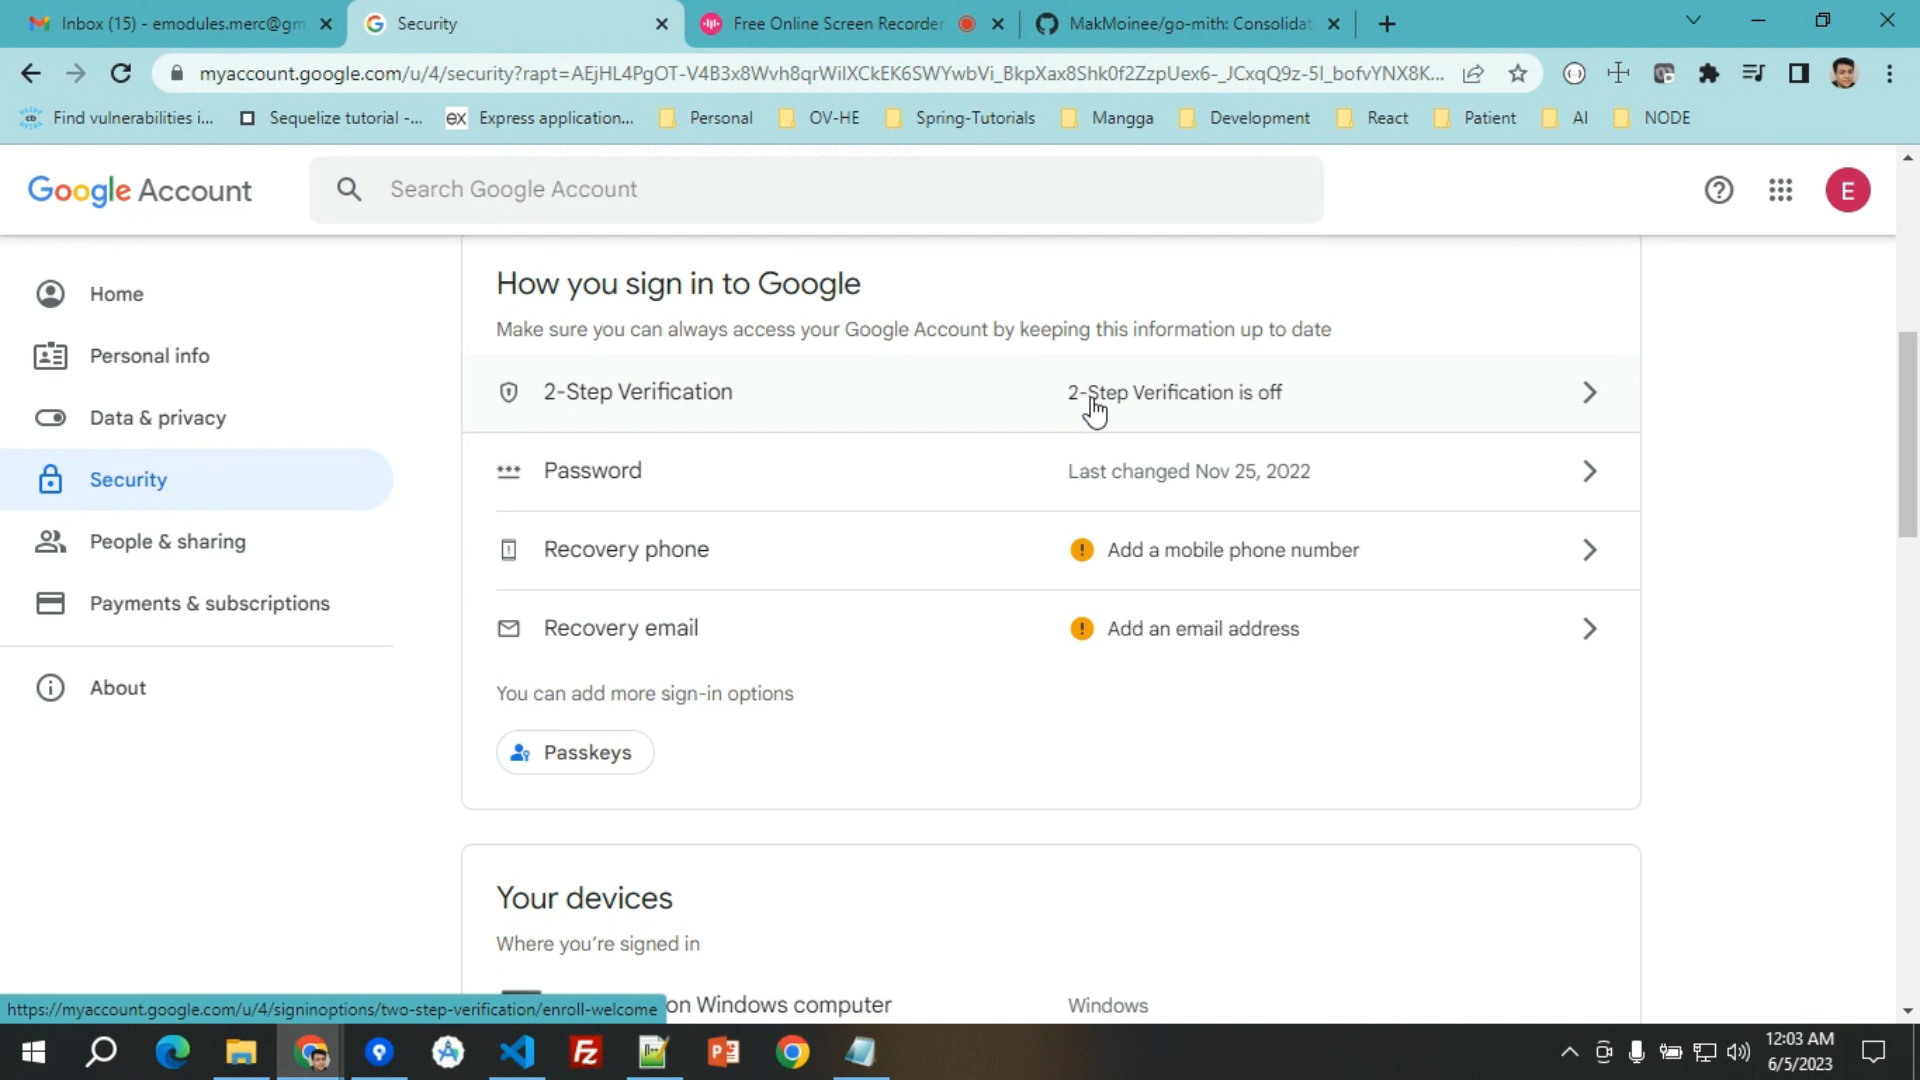 Inbox (15) - emodules.merc@gm
Security
Free Online Screen Recorder
MakMoinee/go-mith: Consolidat
myaccount.google.com/u/4/security?rapt=AEjHL4PgOT-V4B3x8Wvh8qrWilXCkEK6SWYwbVi_BkpXax8Shk0f2ZzpUex6-_JCxqQ9z-5I_bofvYNX8K...
Find vulnerabilities i...
Sequelize tutorial -...
ex Express application...
Personal
OV-HE
Spring-Tutorials
Mangga
Development
React
Patient
AI
NODE
Google Account
Search Google Account
E
Home
Personal info
Data & privacy
Security
People & sharing
Payments & subscriptions
About
How you sign in to Google
Make sure you can always access your Google Account by keeping this information up to date
2-Step Verification
2-Step Verification is off
Password
Last changed Nov 25, 2022
Recovery phone
Add a mobile phone number
Recovery email
Add an email address
You can add more sign-in options
Passkeys
Your devices
Where you're signed in
on Windows computer
Windows
https://myaccount.google.com/u/4/signinoptions/two-step-verification/enroll-welcome
12:03 AM
6/5/2023